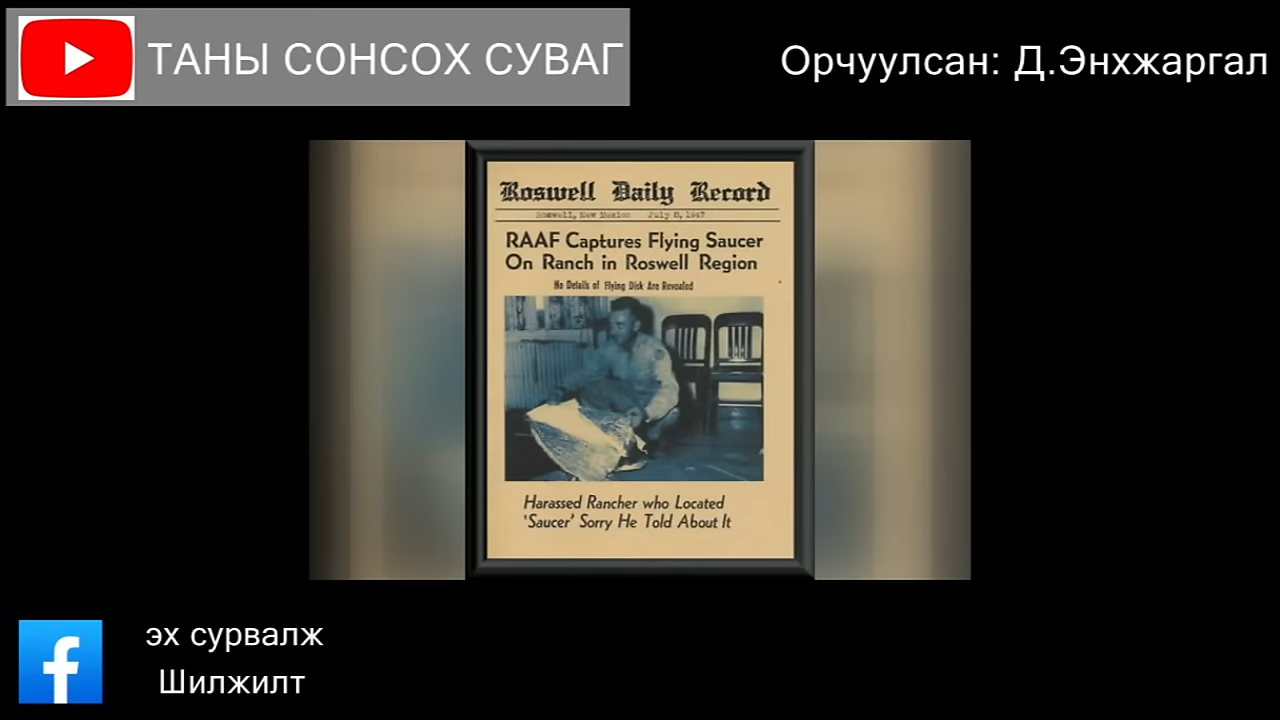 ТАНЫ СОНСОХ СУВАГ
Орчуулсан: Д.Энхжаргал
Roswell Daily Record
Roswell, New Mexico July 8, 1947
RAAF Captures Flying Saucer
On Ranch in Roswell Region
No Details of Flying Disk Are Revealed
Harassed Rancher who Located
'Saucer' Sorry He Told About It
эх сурвалж
Шилжилт